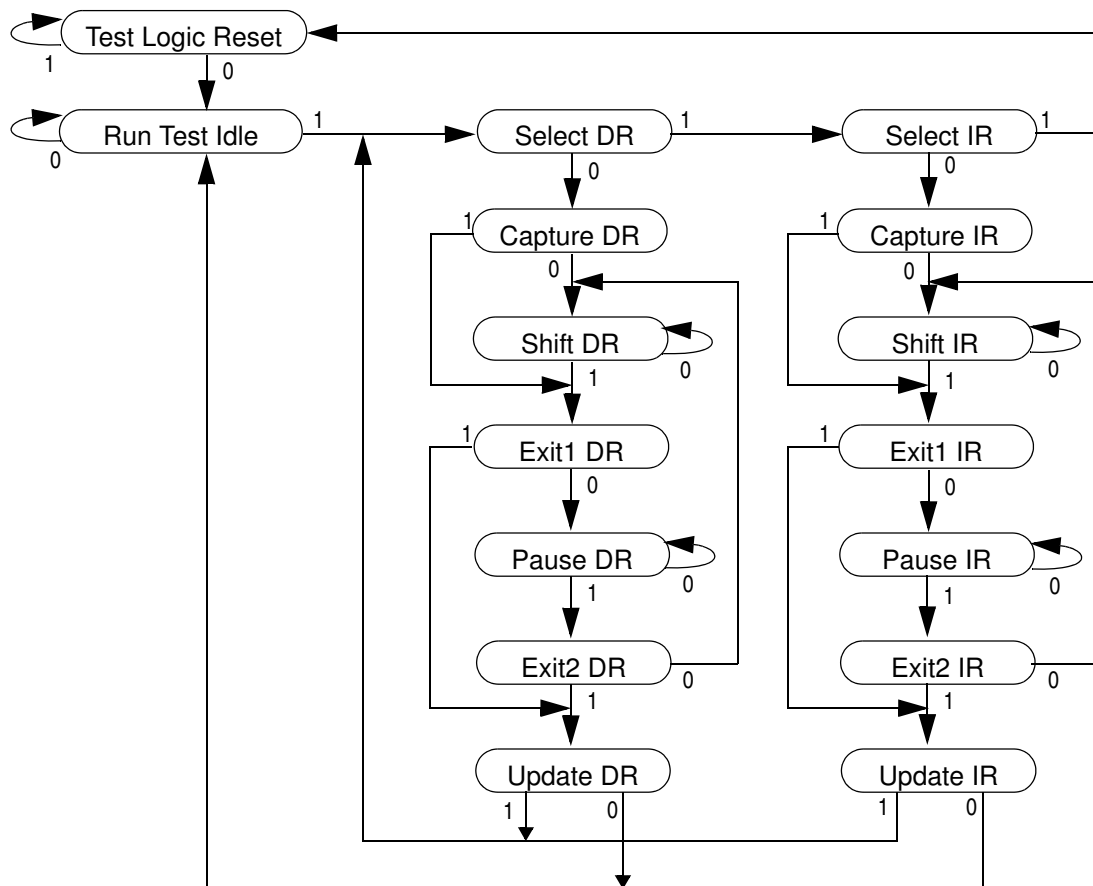 Test Logic Reset
1
0
Run Test Idle
1
Select DR
1
Select IR
1
0
0
0
1
Capture DR
1
Capture IR
0
0
Shift DR
0
Shift IR
0
1
1
1
Exit1 DR
1
Exit1 IR
0
0
Pause DR
0
Pause IR
0
1
1
Exit2 DR
0
Exit2 IR
0
1
1
Update DR
Update IR
1
0
1
0